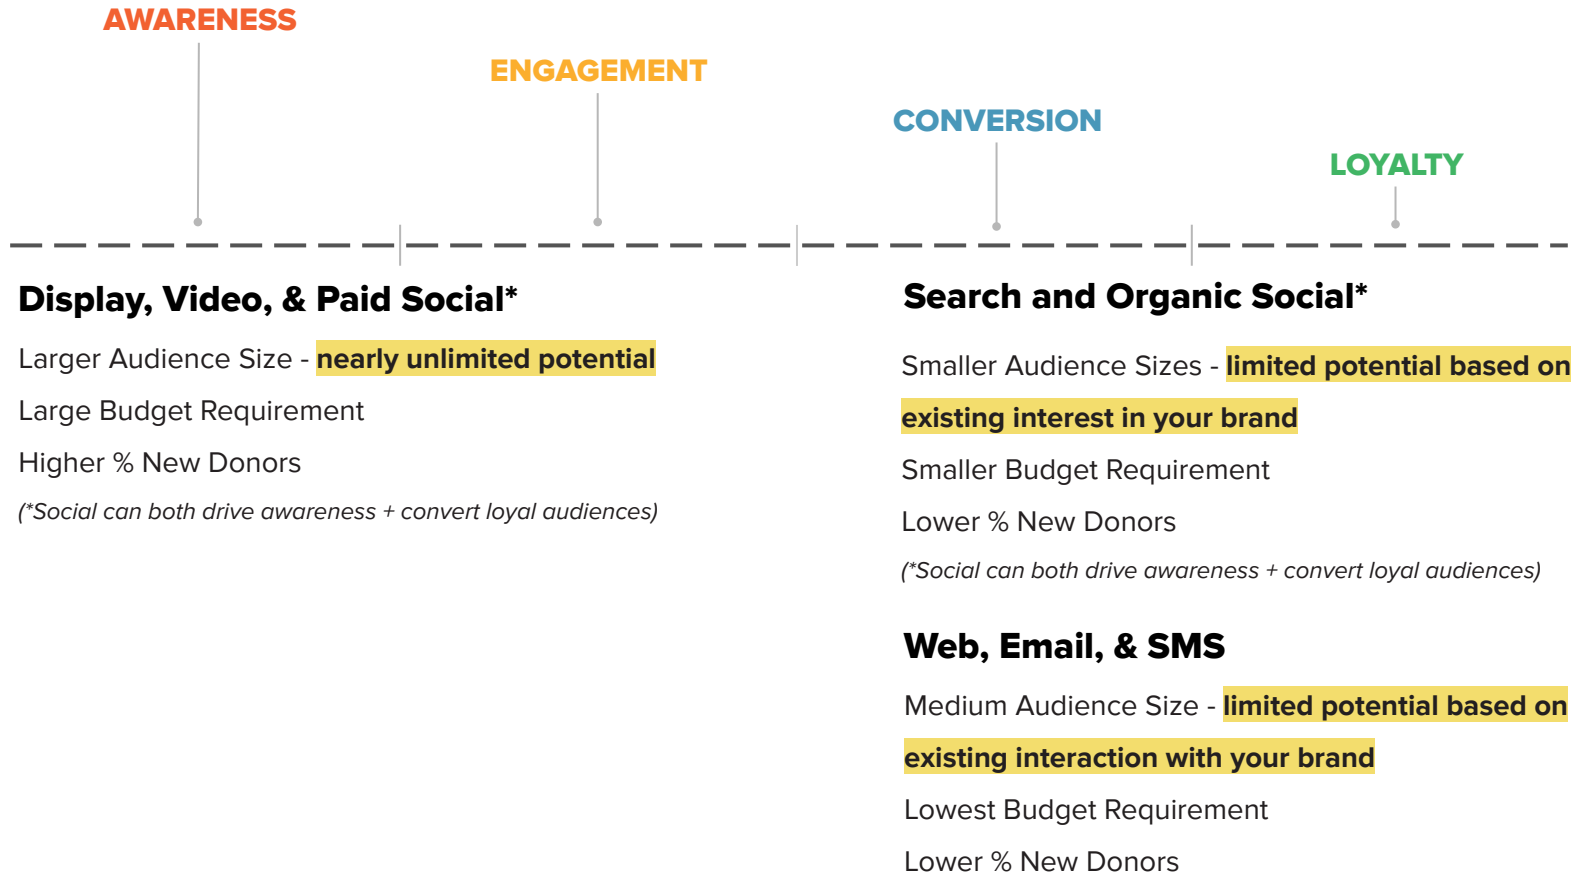 AWARENESS
ENGAGEMENT
CONVERSION
LOYALTY
Display, Video, & Paid Social*
Larger Audience Size - nearly unlimited potential
Large Budget Requirement
Higher % New Donors
(*Social can both drive awareness + convert loyal audiences)
Search and Organic Social*
Smaller Audience Sizes - limited potential based on
existing interest in your brand
Smaller Budget Requirement
Lower % New Donors
(*Social can both drive awareness + convert loyal audiences)
Web, Email, & SMS
Medium Audience Size - limited potential based on
existing interaction with your brand
Lowest Budget Requirement
Lower % New Donors